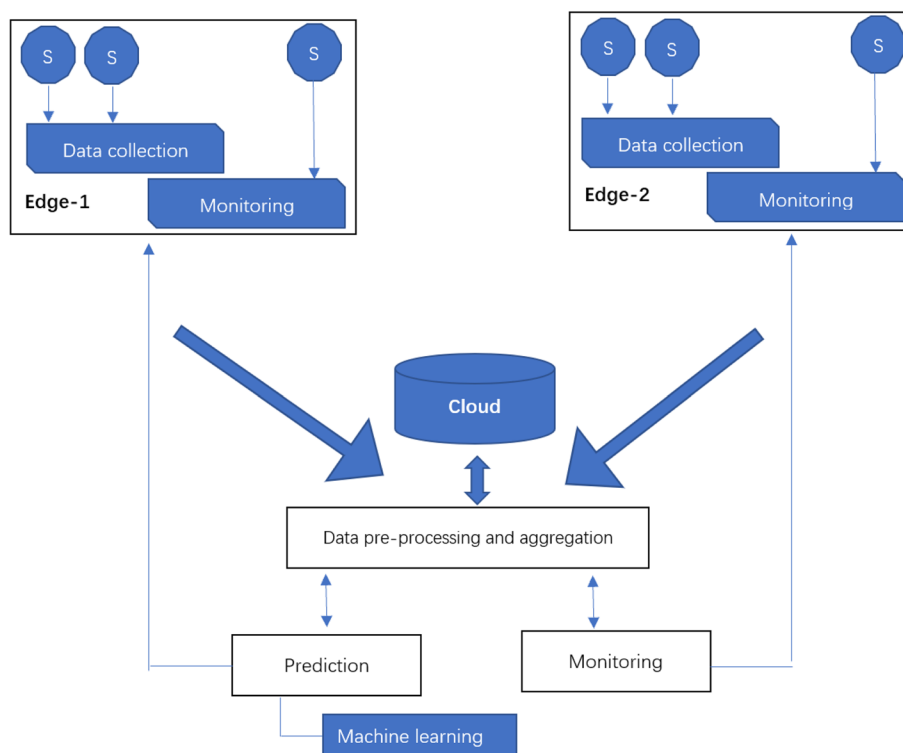 S S S
Data collection
Edge-1
Monitoring
S S S
Data collection
Edge-2
Monitoring
Cloud
Data pre-processing and aggregation
Prediction
Monitoring
Machine learning